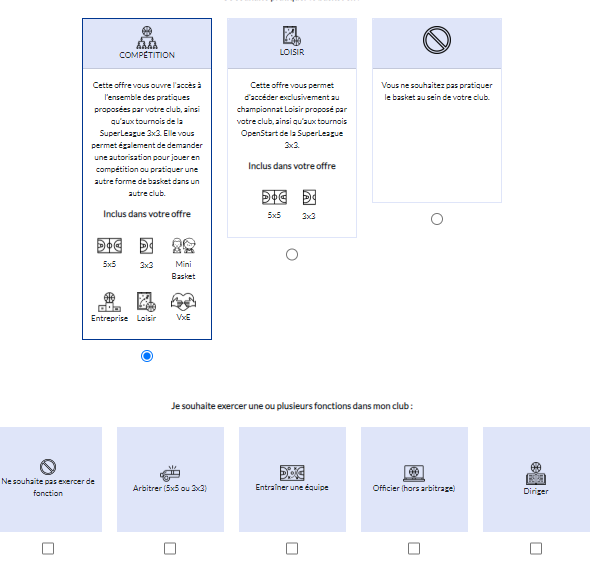 COMPÉTITION
Cette offre vous ouvre l'accès à
l'ensemble des pratiques
proposées par votre club, ainsi
qu'aux tournois de la
SuperLeague 3x3. Elle vous
permet également de demander
une autorisation pour jouer en
compétition ou pratiquer une
autre forme de basket dans un
autre club.
Inclus dans votre offre
5x5
3x3
Mini
Basket
Entreprise
Loisir
VxE
LOISIR
Cette offre vous permet
d'accéder exclusivement au
championnat Loisir proposé par
votre club, ainsi qu'aux tournois
OpenStart de la SuperLeague
3x3.
Inclus dans votre offre
5x5
3x3
Vous ne souhaitez pas pratiquer
le basket au sein de votre club.
Je souhaite exercer une ou plusieurs fonctions dans mon club :
Ne souhaite pas exercer de
fonction
Arbitrer (5x5 ou 3x3)
Entraîner une équipe
Officier (hors arbitrage)
Diriger